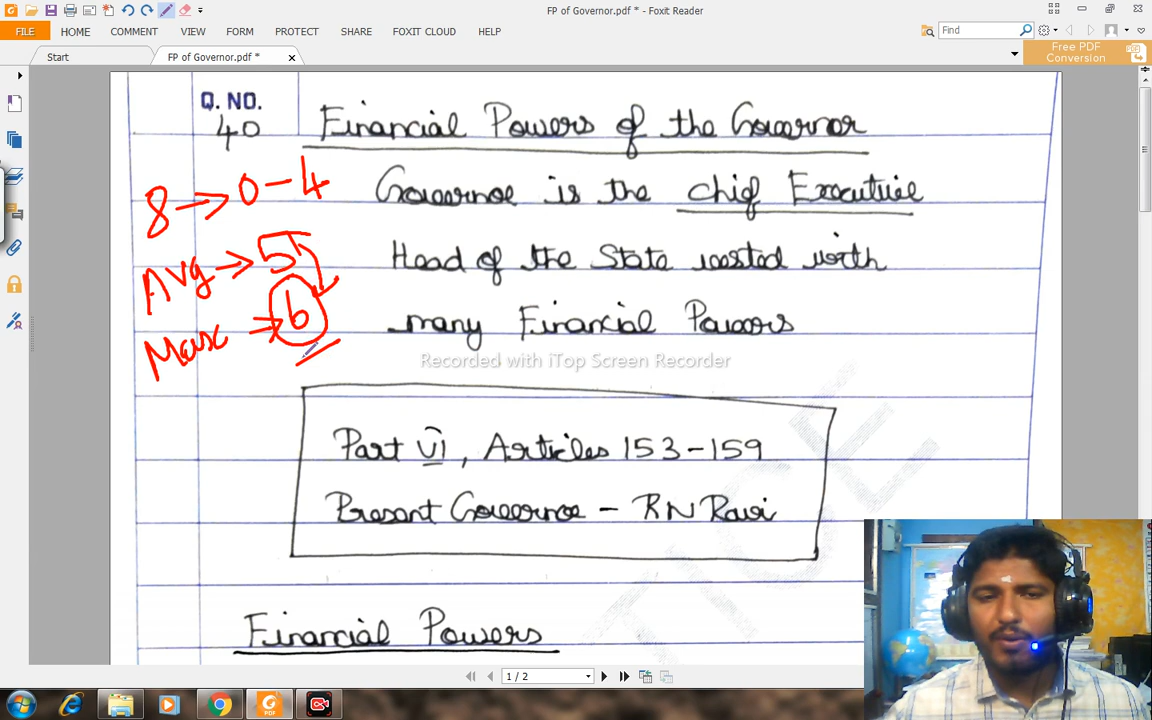 FP of Governor.pdf * - Foxit Reader
FILE HOME COMMENT VIEW FORM PROTECT SHARE FOXIT CLOUD HELP
Find
Start FP of Governor.pdf *
Free PDF
Conversion
Q. NO.
40
Financial Powers of the Governor
8 → 0 - 4
Governor is the chief Executive
Avg → 5
Head of the State vested with
Max → 6
many Financial Powers
Recorded with iTop Screen Recorder
Part VI, Articles 153-159
Present Governor - RN Ravi
Financial Powers
1 / 2
PDF